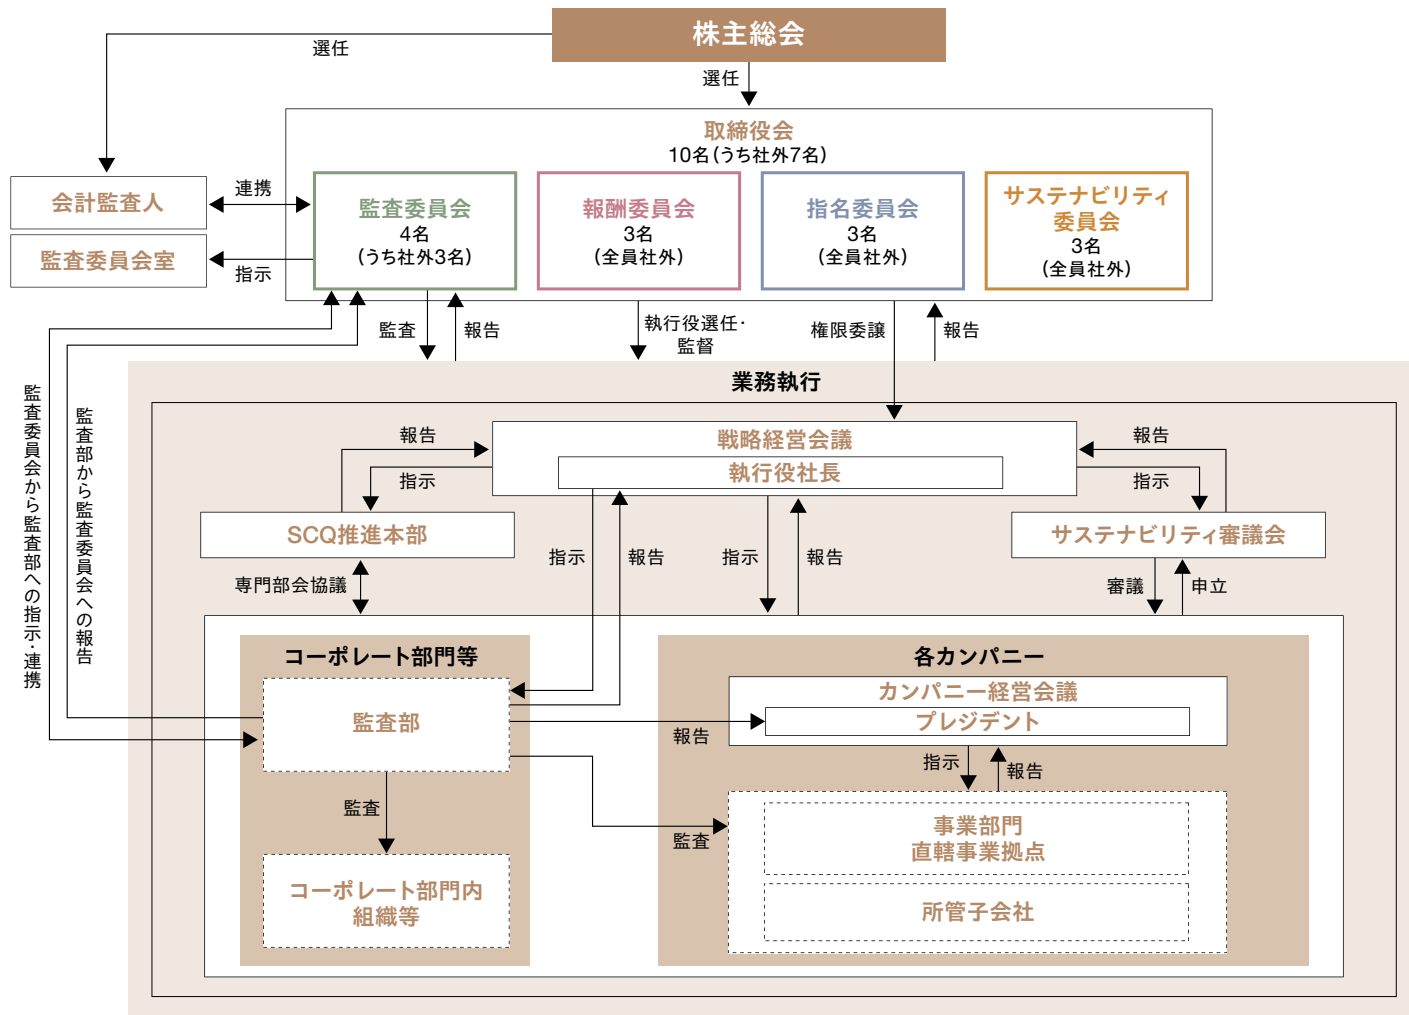 株主総会
選任
選任
取締役会
10名(うち社外7名)
会計監査人
連携
監査委員会
4名
(うち社外3名)
報酬委員会
3名
(全員社外)
指名委員会
3名
(全員社外)
サステナビリティ
委員会
3名
(全員社外)
監査委員会室
指示
監査
報告
執行役選任・
監督
権限委譲
報告
監査委員会から監査部への指示・連携
監査部から監査委員会への報告
業務執行
戦略経営会議
執行役社長
報告
指示
報告
指示
SCQ推進本部
サステナビリティ審議会
専門部会協議
指示
報告
指示
報告
審議
申立
コーポレート部門等
監査部
監査
コーポレート部門内
組織等
報告
監査
各カンパニー
カンパニー経営会議
プレジデント
指示
報告
事業部門
直轄事業拠点
所管子会社